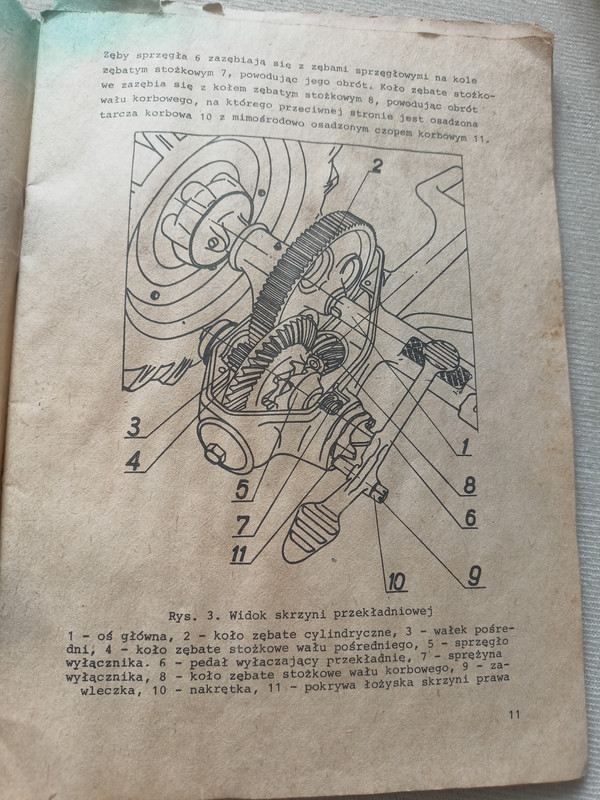 Zęby sprzęgła 6 zazębiają się z zębami sprzęgłowymi na kole
zębatym stożkowym 7, powodując jego obrót. Koło zębate stożko-
we zazębia się z kołem zębatym stożkowym 8, powodując obrót
wału korbowego, na którego przeciwnej stronie jest osadzona
tarcza korbowa 10 z mimośrodowo osadzonym czopem korbowym 11.
2
3
4
5
7
11
1
8
6
10
9
Rys. 3. Widok skrzyni przekładniowej
1 - oś główna, 2 - koło zębate cylindryczne, 3 - wałek pośre-
dni, 4 - koło zębate stożkowe wału pośredniego, 5 - sprzęgło
wyłącznika. 6 - pedał wyłaczający przekładnię, 7 - sprężyna
wyłącznika, 8 - koło zębate stożkowe wału korbowego, 9 - za-
wleczka, 10 - nakrętka, 11 - pokrywa łożyska skrzyni prawa
11